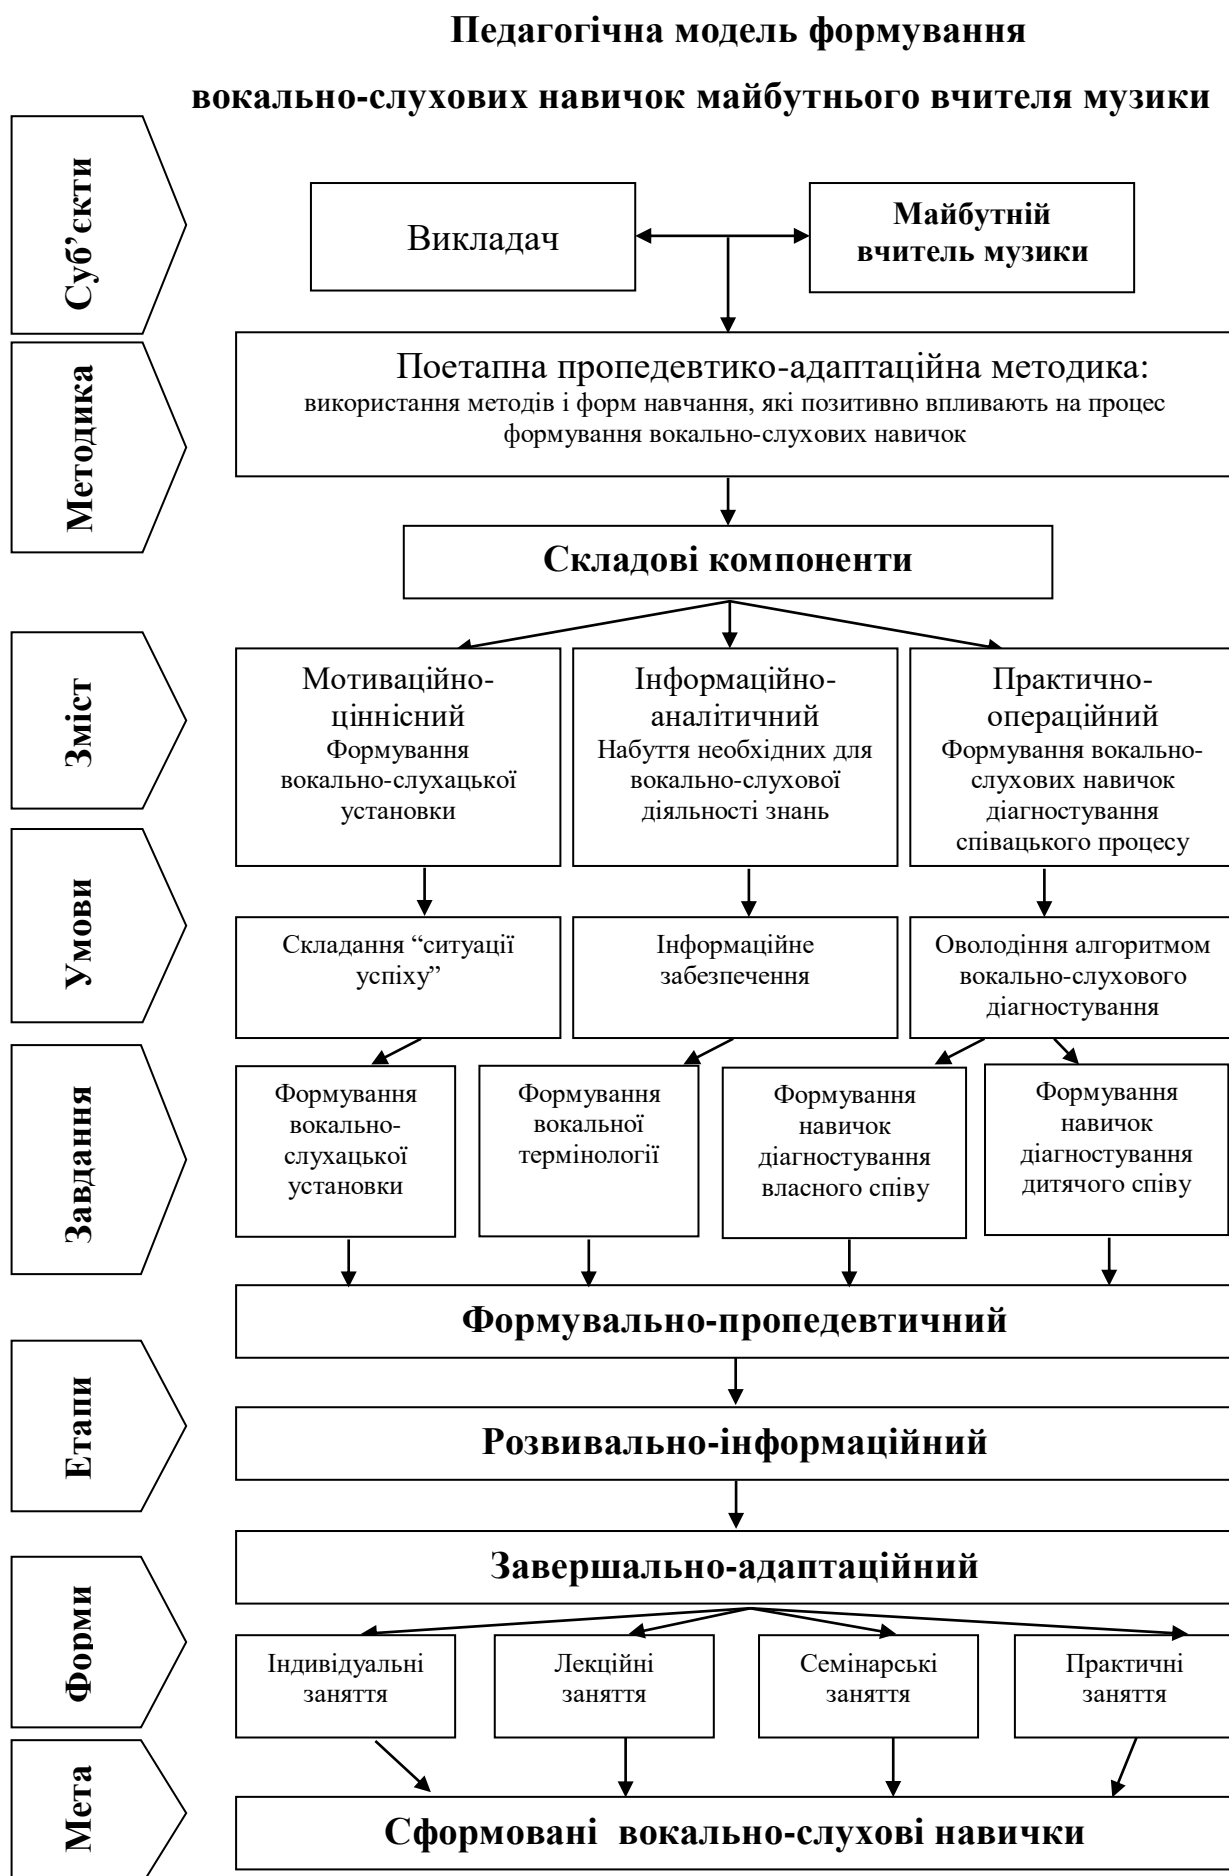 Педагогічна модель формування
вокально-слухових навичок майбутнього вчителя музики
Суб’єкти
Викладач
Майбутній
вчитель музики
Методика
Поетапна пропедевтико-адаптаційна методика:
використання методів і форм навчання, які позитивно впливають на процес
формування вокально-слухових навичок
Складові компоненти
Зміст
Мотиваційно-
ціннісний
Формування
вокально-слухацької
установки
Інформаційно-
аналітичний
Набуття необхідних для
вокально-слухової
діяльності знань
Практично-
операційний
Формування вокально-
слухових навичок
діагностування
співацького процесу
Умови
Складання “ситуації
успіху”
Інформаційне
забезпечення
Оволодіння алгоритмом
вокально-слухового
діагностування
Завдання
Формування
вокально-
слухацької
установки
Формування
вокальної
термінології
Формування
навичок
діагностування
власного співу
Формування
навичок
діагностування
дитячого співу
Етапи
Формувально-пропедевтичний
Розвивально-інформаційний
Завершально-адаптаційний
Форми
Індивідуальні
заняття
Лекційні
заняття
Семінарські
заняття
Практичні
заняття
Мета
Сформовані вокально-слухові навички